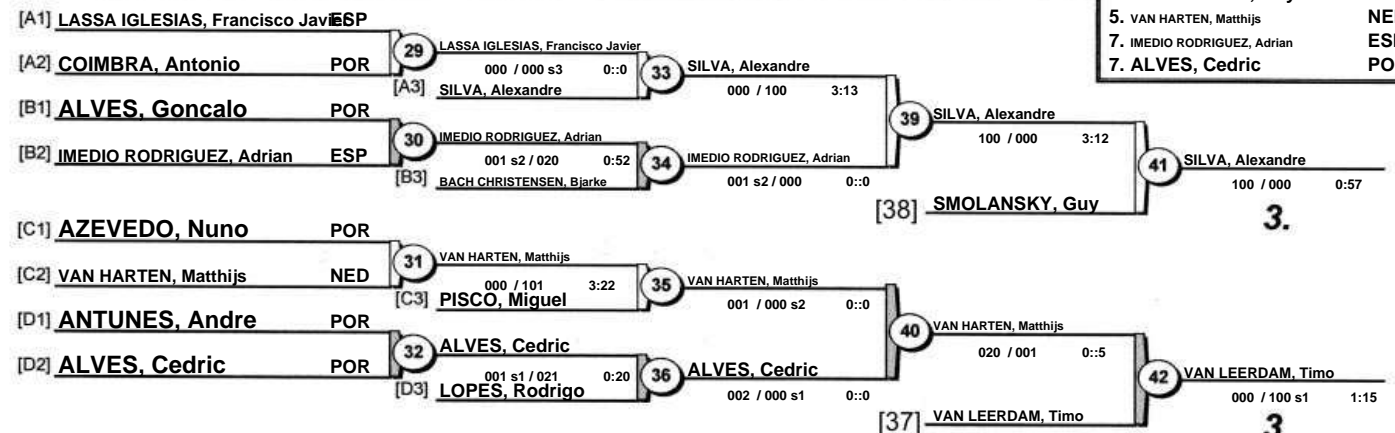 5. VAN HARTEN, Matthijs
7. IMEDIO RODRIGUEZ, Adrian
7. ALVES, Cedric
[A1] LASSA IGLESIAS, Francisco Javier ESP
[A2] COIMBRA, Antonio POR
29
LASSA IGLESIAS, Francisco Javier
000 / 000 s3 0::0
[A3] SILVA, Alexandre
33
SILVA, Alexandre
000 / 100 3:13
[B1] ALVES, Goncalo POR
[B2] IMEDIO RODRIGUEZ, Adrian ESP
30
IMEDIO RODRIGUEZ, Adrian
001 s2 / 020 0:52
[B3] BACH CHRISTENSEN, Bjarke
34
IMEDIO RODRIGUEZ, Adrian
001 s2 / 000 0::0
39
SILVA, Alexandre
100 / 000 3:12
[38] SMOLANSKY, Guy
41
SILVA, Alexandre
100 / 000 0:57
3.
[C1] AZEVEDO, Nuno POR
[C2] VAN HARTEN, Matthijs NED
31
VAN HARTEN, Matthijs
000 / 101 3:22
[C3] PISCO, Miguel
35
VAN HARTEN, Matthijs
001 / 000 s2 0::0
[D1] ANTUNES, Andre POR
[D2] ALVES, Cedric POR
32
ALVES, Cedric
001 s1 / 021 0:20
[D3] LOPES, Rodrigo
36
ALVES, Cedric
002 / 000 s1 0::0
40
VAN HARTEN, Matthijs
020 / 001 0::5
[37] VAN LEERDAM, Timo
42
VAN LEERDAM, Timo
000 / 100 s1 1:15
3